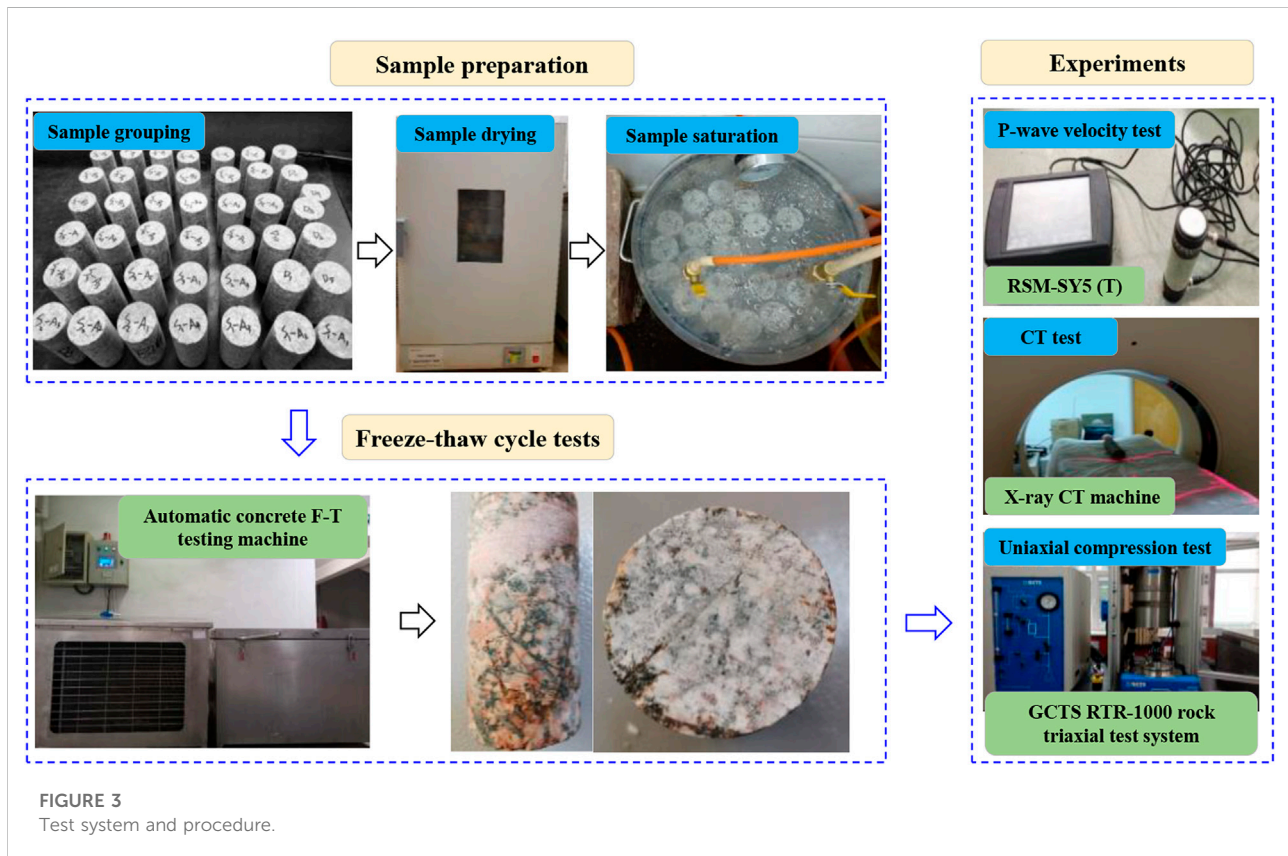 Sample preparation
Sample grouping
Sample drying
Sample saturation
Freeze-thaw cycle tests
Automatic concrete F-T
testing machine
Experiments
P-wave velocity test
RSM-SY5 (T)
CT test
X-ray CT machine
Uniaxial compression test
GCTS
GCTS RTR-1000 rock
triaxial test system
FIGURE 3
Test system and procedure.